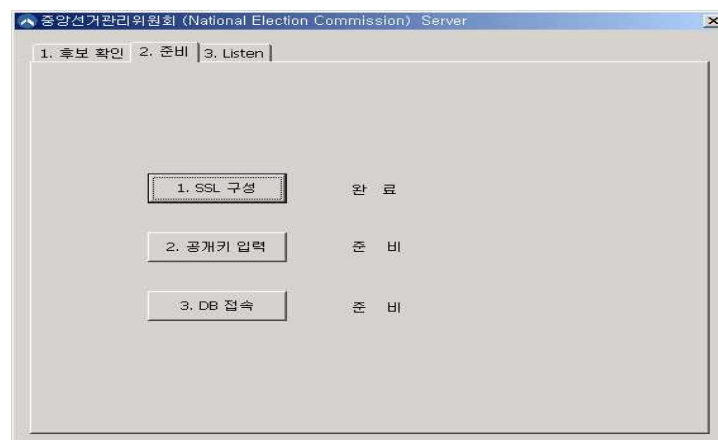 중앙선거관리위원회 (National Election Commission) Server
1. 후보 확인 2. 준비 3. Listen
1. SSL 구성 완 료
2. 공개키 입력 준 비
3. DB 접속 준 비